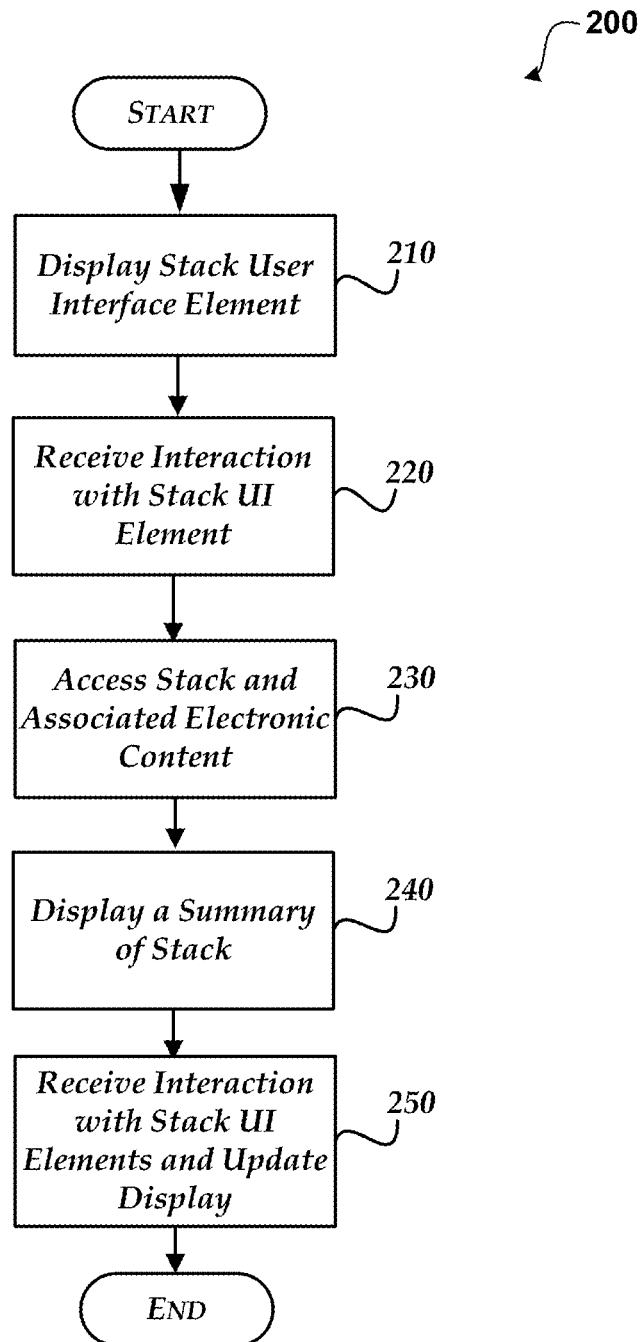 200
START
Display Stack User
Interface Element
210
Receive Interaction
with Stack UI
Element
220
Access Stack and
Associated Electronic
Content
230
Display a Summary
of Stack
240
Receive Interaction
with Stack UI
Elements and Update
Display
250
END